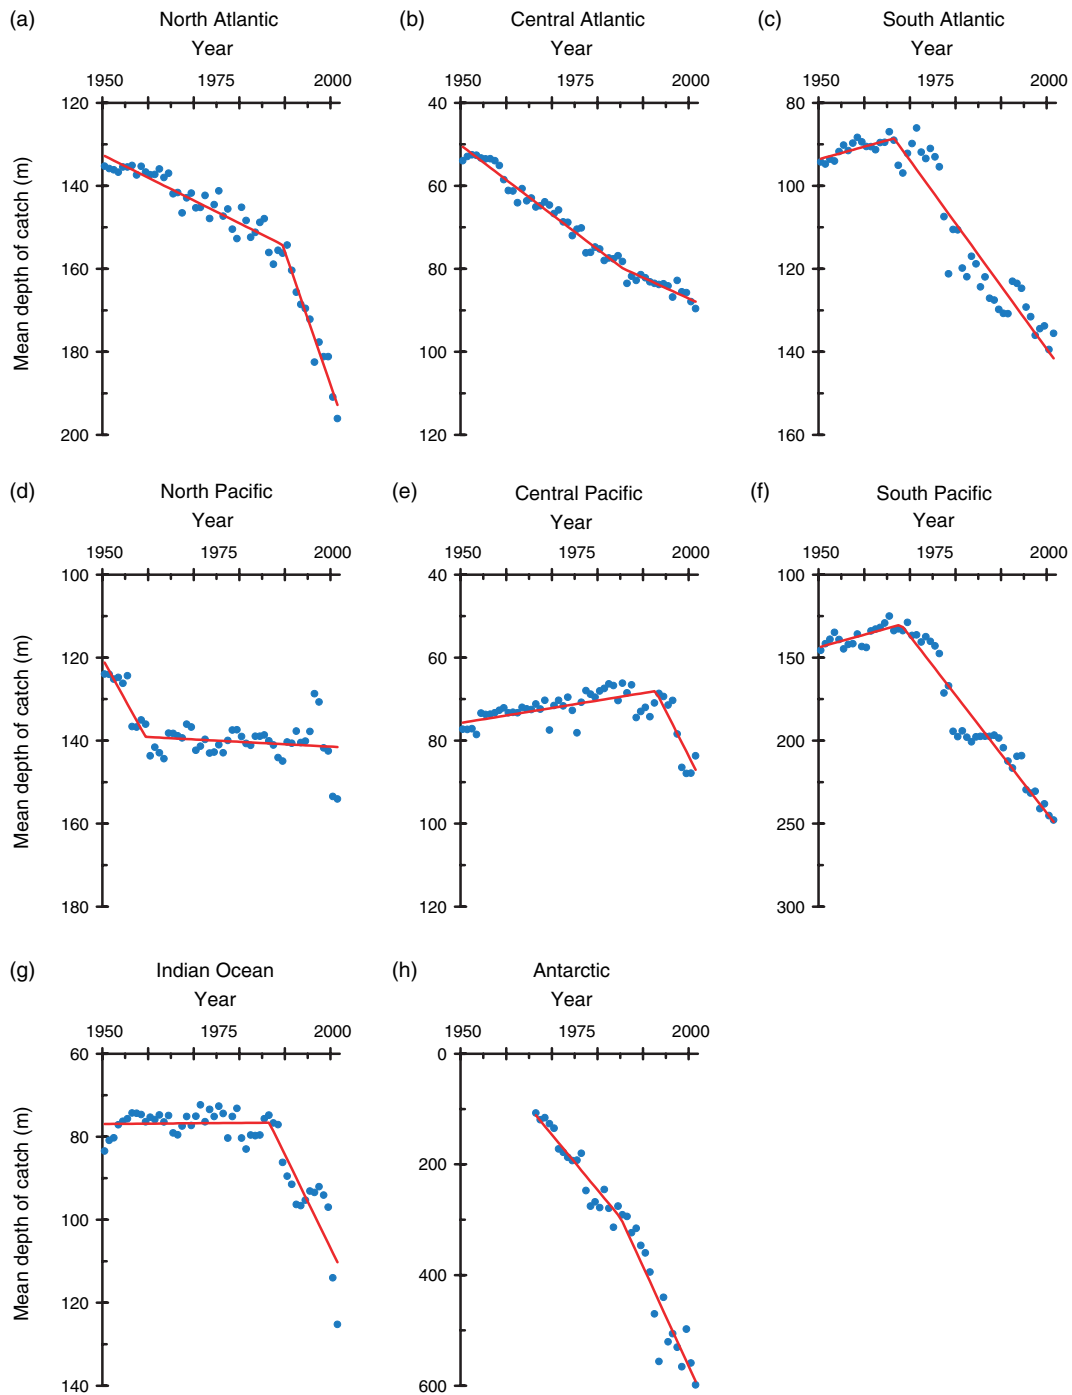 (a) North Atlantic
Year
1950 1975 2000
120
140
160
180
200
Mean depth of catch (m)
(b) Central Atlantic
Year
1950 1975 2000
40
60
80
100
120
(c) South Atlantic
Year
1950 1975 2000
80
100
120
140
160
(d) North Pacific
Year
1950 1975 2000
100
120
140
160
180
Mean depth of catch (m)
(e) Central Pacific
Year
1950 1975 2000
40
60
80
100
120
(f) South Pacific
Year
1950 1975 2000
100
150
200
250
300
(g) Indian Ocean
Year
1950 1975 2000
60
80
100
120
140
Mean depth of catch (m)
(h) Antarctic
Year
1950 1975 2000
0
200
400
600